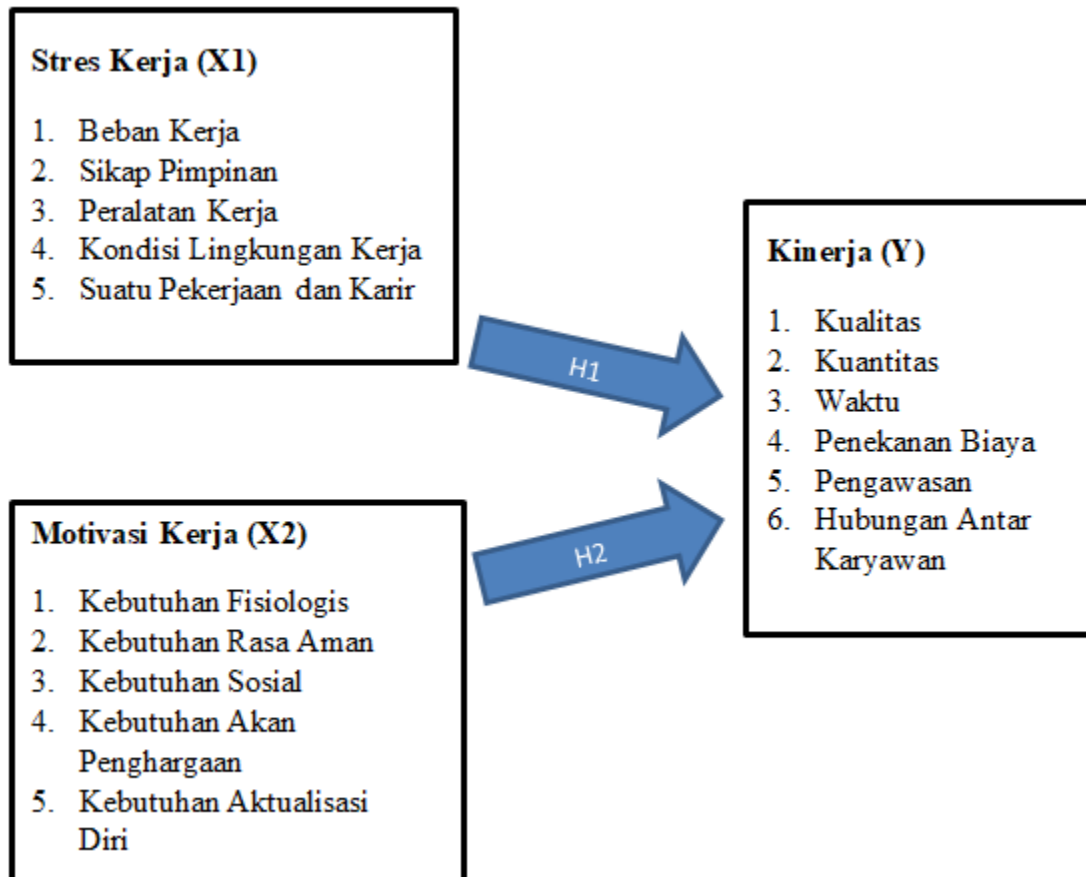 Stres Kerja (X1)
1. Beban Kerja
2. Sikap Pimpinan
3. Peralatan Kerja
4. Kondisi Lingkungan Kerja
5. Suatu Pekerjaan dan Karir
H1
Motivasi Kerja (X2)
1. Kebutuhan Fisiologis
2. Kebutuhan Rasa Aman
3. Kebutuhan Sosial
4. Kebutuhan Akan
Penghargaan
5. Kebutuhan Aktualisasi
Diri
H2
Kinerja (Y)
1. Kualitas
2. Kuantitas
3. Waktu
4. Penekanan Biaya
5. Pengawasan
6. Hubungan Antar
Karyawan